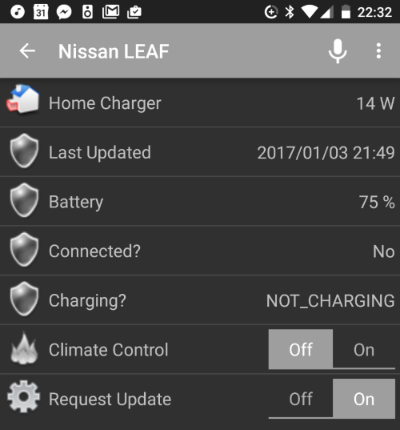 31 22:32
Nissan LEAF
Home Charger 14 W
Last Updated 2017/01/03 21:49
Battery 75 %
Connected? No
Charging? NOT_CHARGING
Climate Control Off On
Request Update Off On